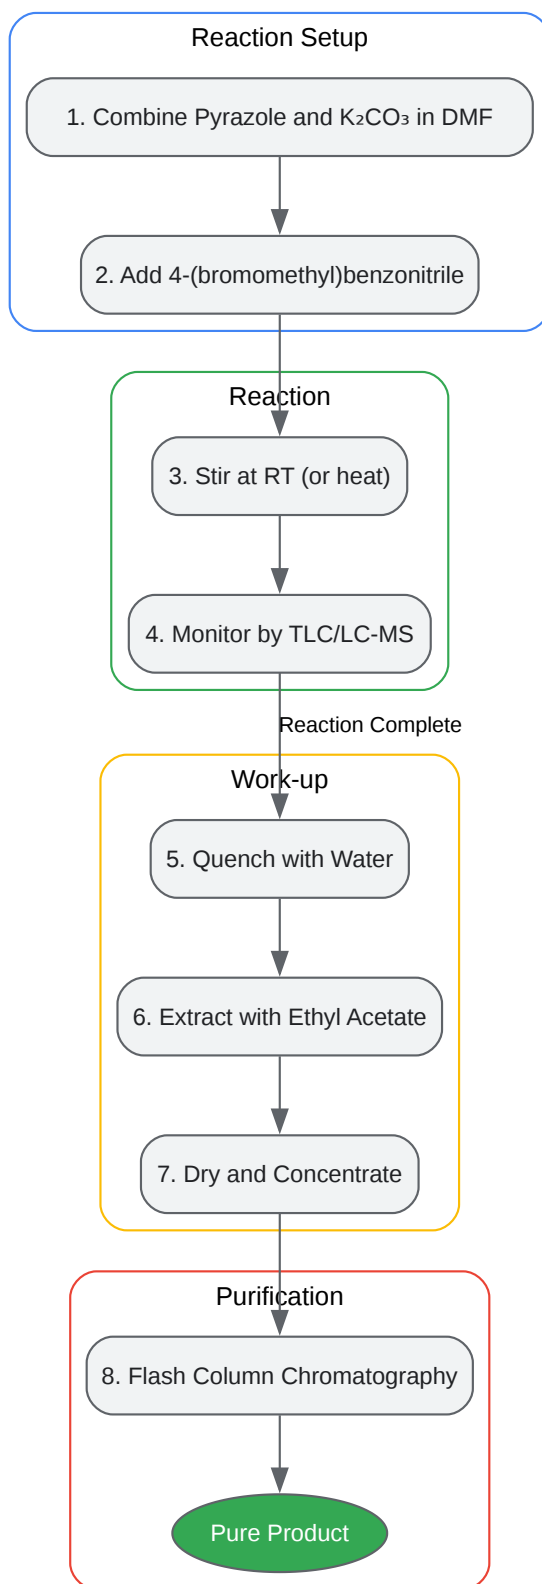 Reaction Setup
1. Combine Pyrazole and K₂CO₃ in DMF
2. Add 4-(bromomethyl)benzonitrile
Reaction
3. Stir at RT (or heat)
4. Monitor by TLC/LC-MS
Reaction Complete
Work-up
5. Quench with Water
6. Extract with Ethyl Acetate
7. Dry and Concentrate
Purification
8. Flash Column Chromatography
Pure Product